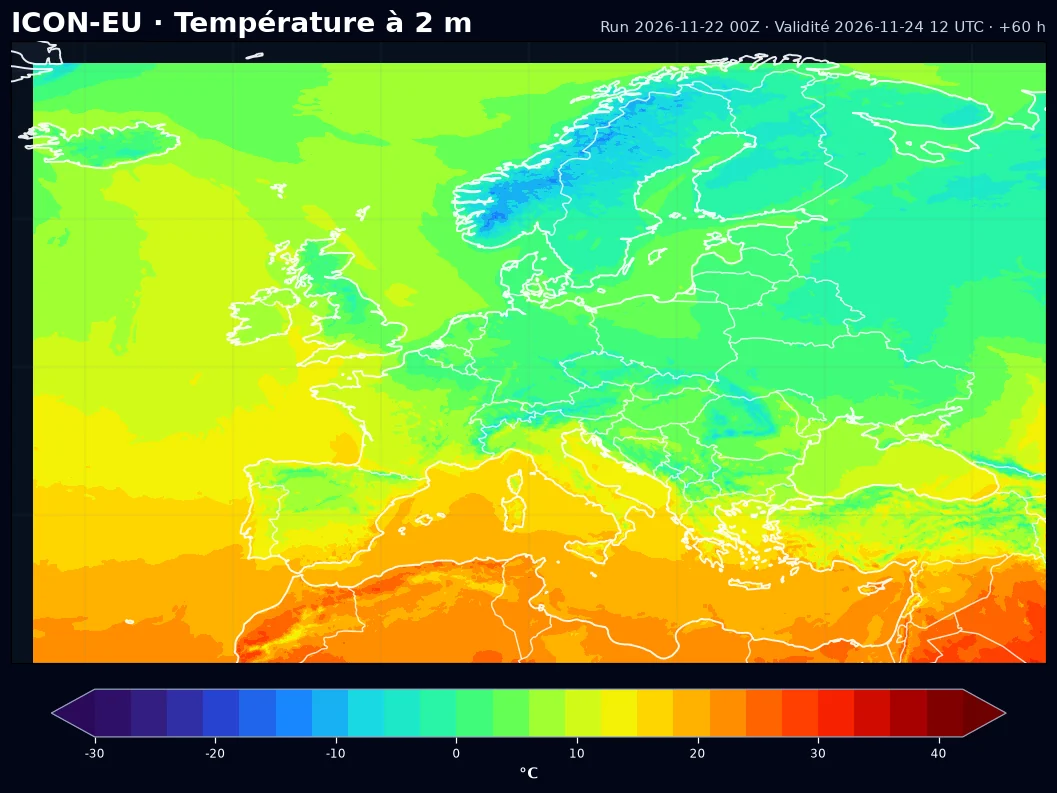 ICON-EU · Température à 2 m
Run 2026-11-22 00Z · Validité 2026-11-24 12 UTC · +60 h
-30 -20 -10 0 10 20 30 40
°C